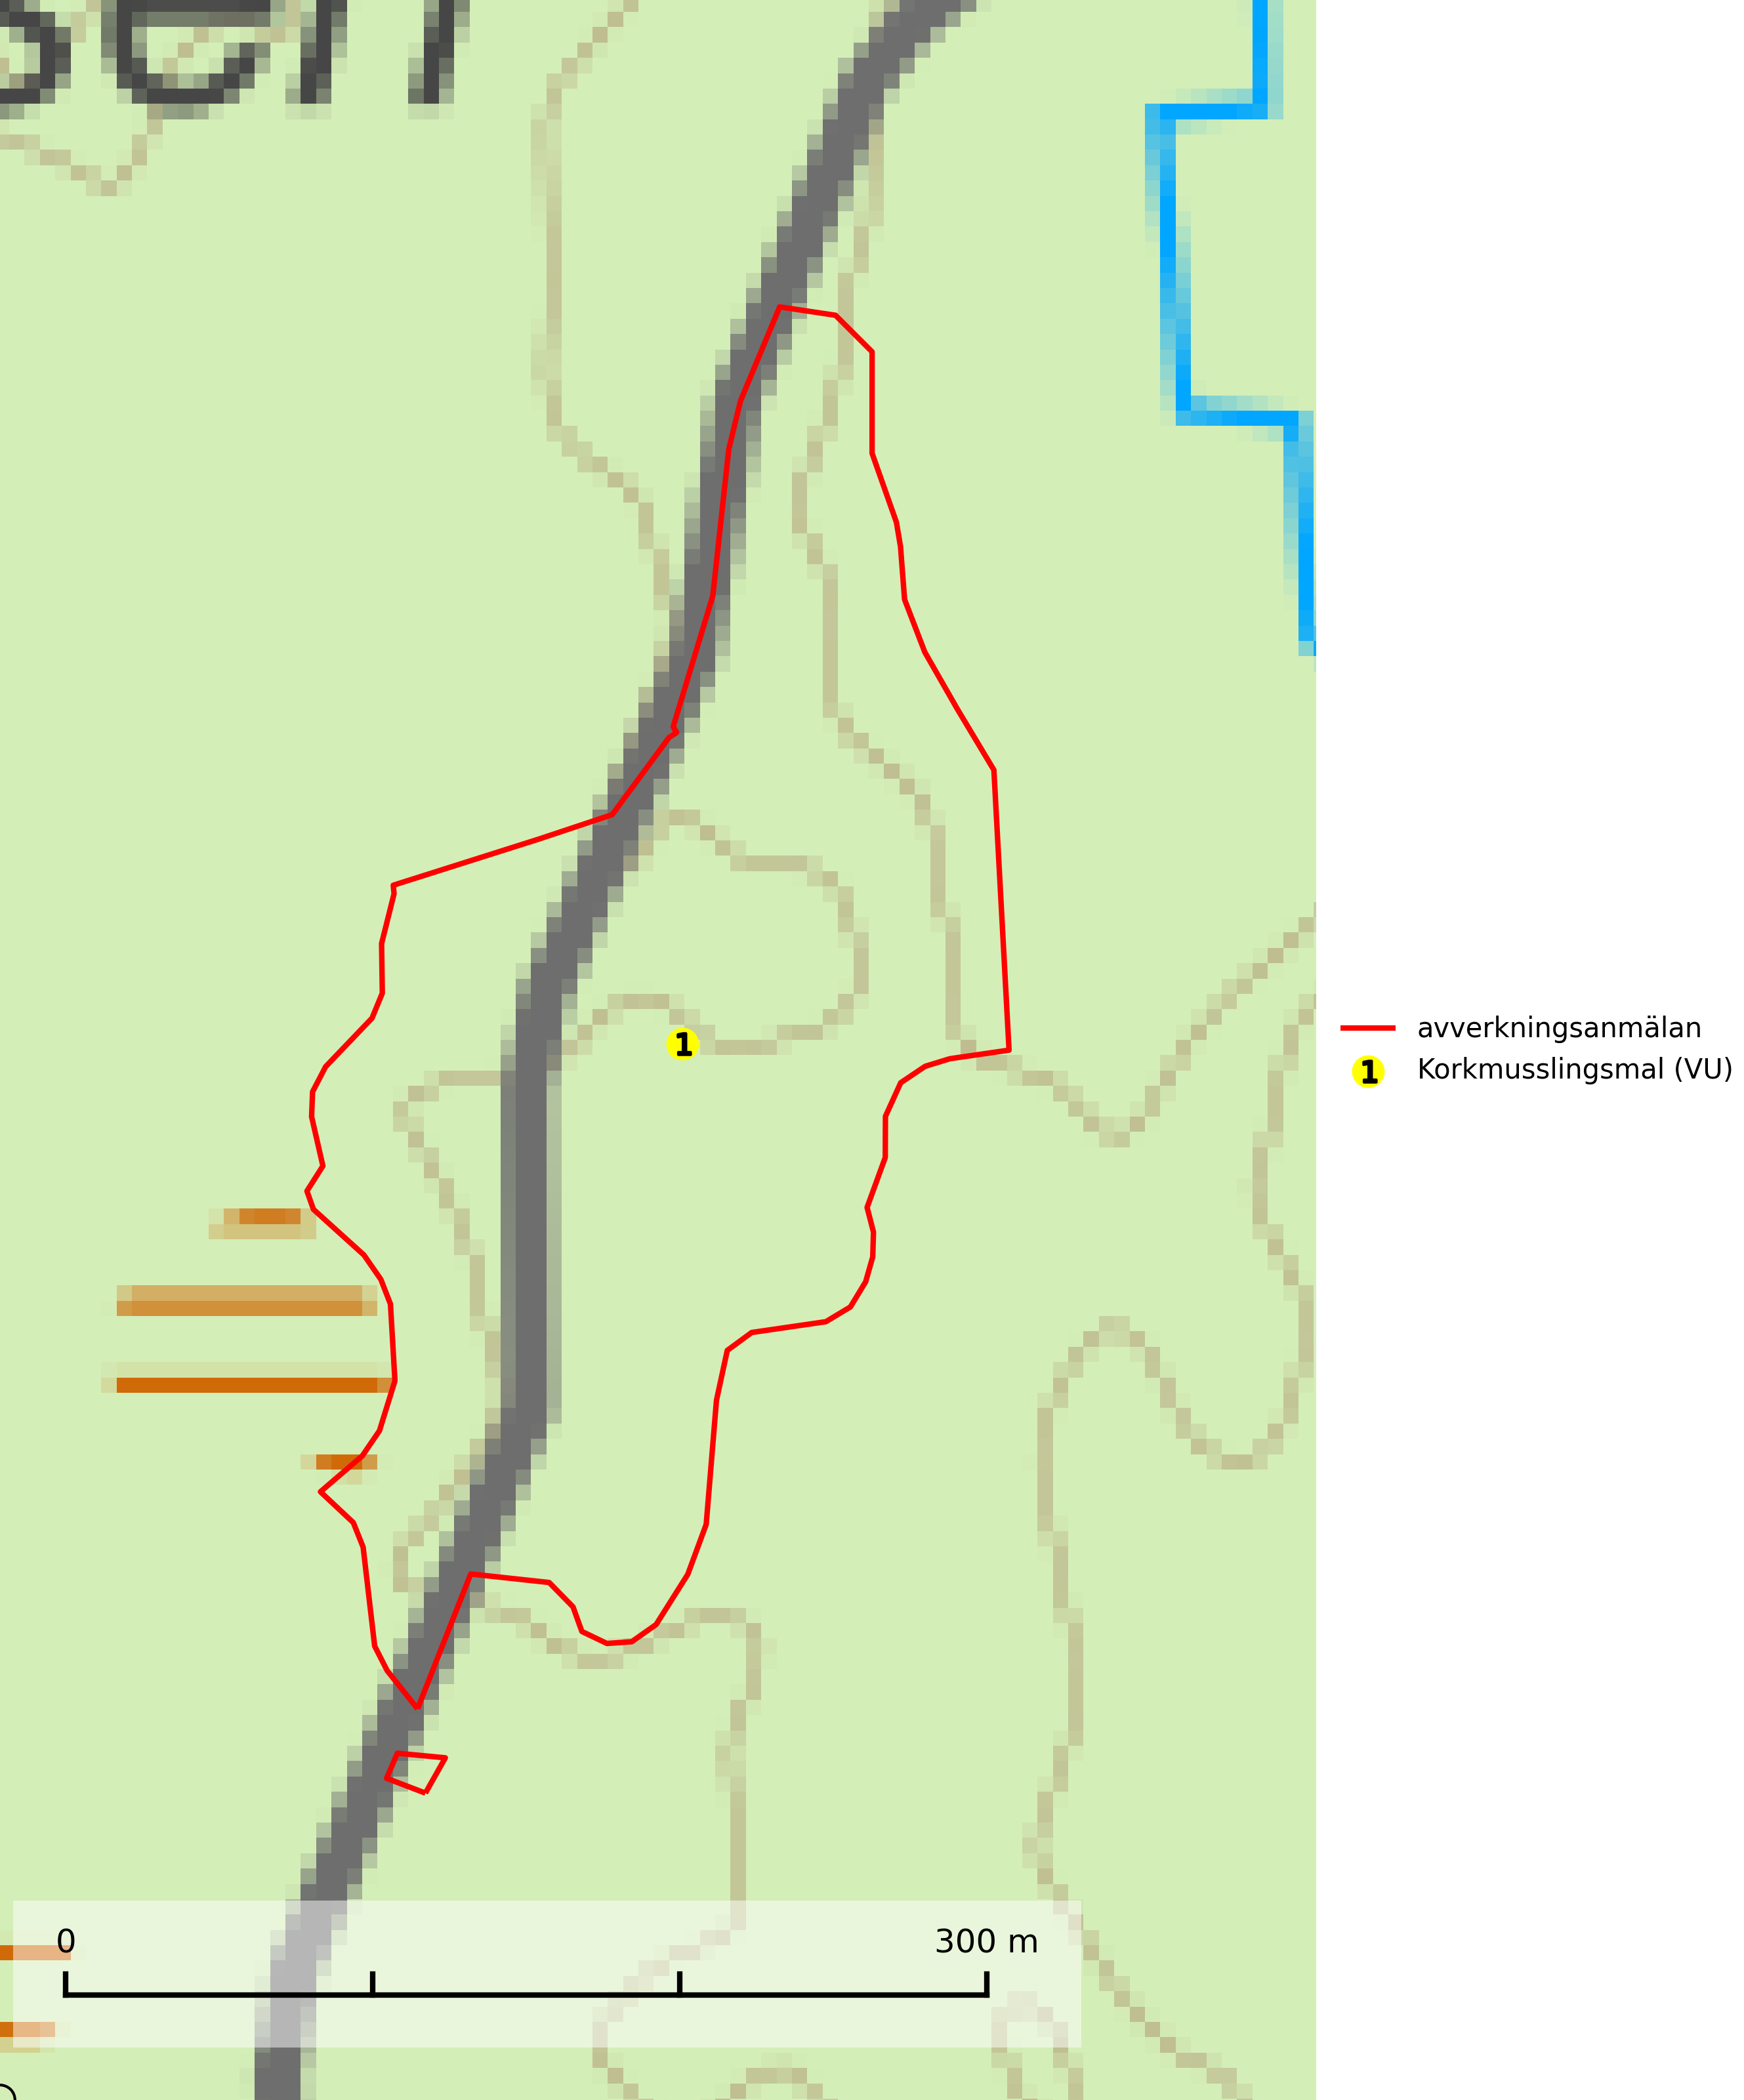 1
avverkningsanmälan
1 Korkmusslingsmal (VU)
0 300 m